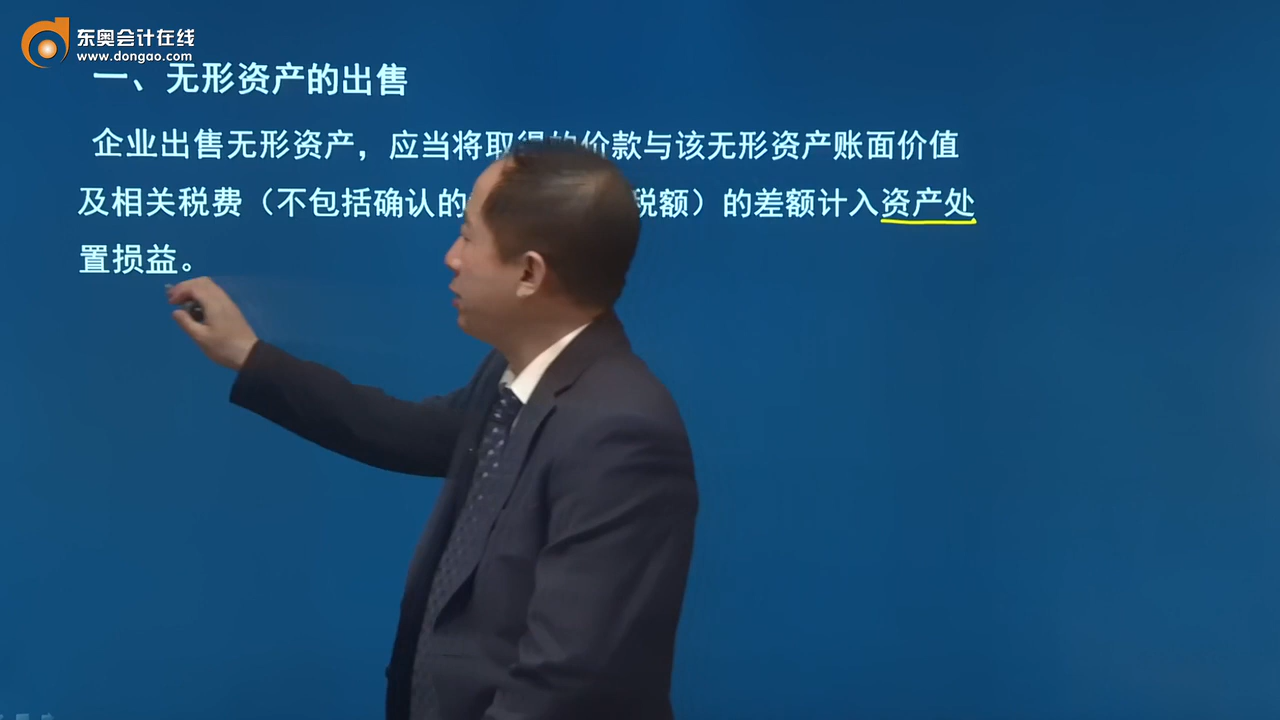 东奥会计在线
www.dongao.com
一、无形资产的出售
企业出售无形资产，应当将取得的价款与该无形资产账面价值
及相关税费（不包括确认的 税额）的差额计入资产处
置损益。